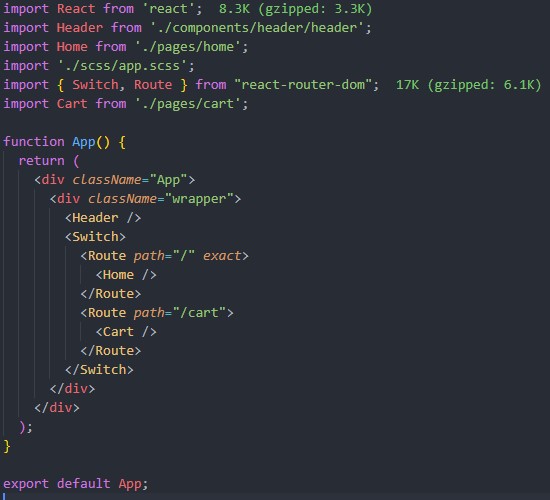 import React from 'react';  8.3K (gzipped: 3.3K)
import Header from './components/header/header';
import Home from './pages/home';
import './scss/app.scss';
import { Switch, Route } from "react-router-dom";  17K (gzipped: 6.1K)
import Cart from './pages/cart';

function App() {
  return (
    <div className="App">
      <div className="wrapper">
        <Header />
        <Switch>
          <Route path="/" exact>
            <Home />
          </Route>
          <Route path="/cart">
            <Cart />
          </Route>
        </Switch>
      </div>
    </div>
  );
}

export default App;